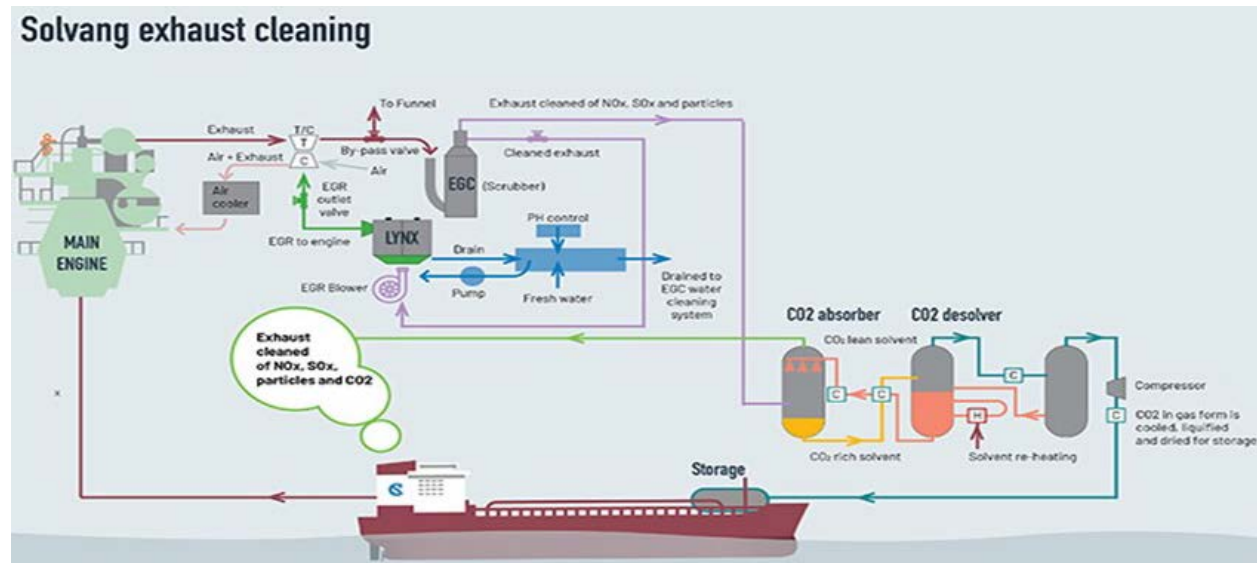 Solvang exhaust cleaning
To Funnel
Exhaust cleaned of NOx, SOx and particles
Exhaust
T/C
T
C
By-pass valve
Cleaned exhaust
Air + Exhaust
Air
EGC
(Scrubber)
Air
cooler
EGR
outlet
valve
PH control
MAIN
ENGINE
EGR to engine
LYNX
Drain
EGR Blower
Pump
Fresh water
Drained to
EGC water
cleaning
system
CO2 absorber
CO2 desolver
Exhaust
cleaned
of NOx, SOx,
particles and CO2
CO₂ lean solvent
C
C
C
Compressor
x
H
C
CO2 in gas form is
cooled, liquified
and dried for storage
CO₂ rich solvent
Solvent re-heating
Storage